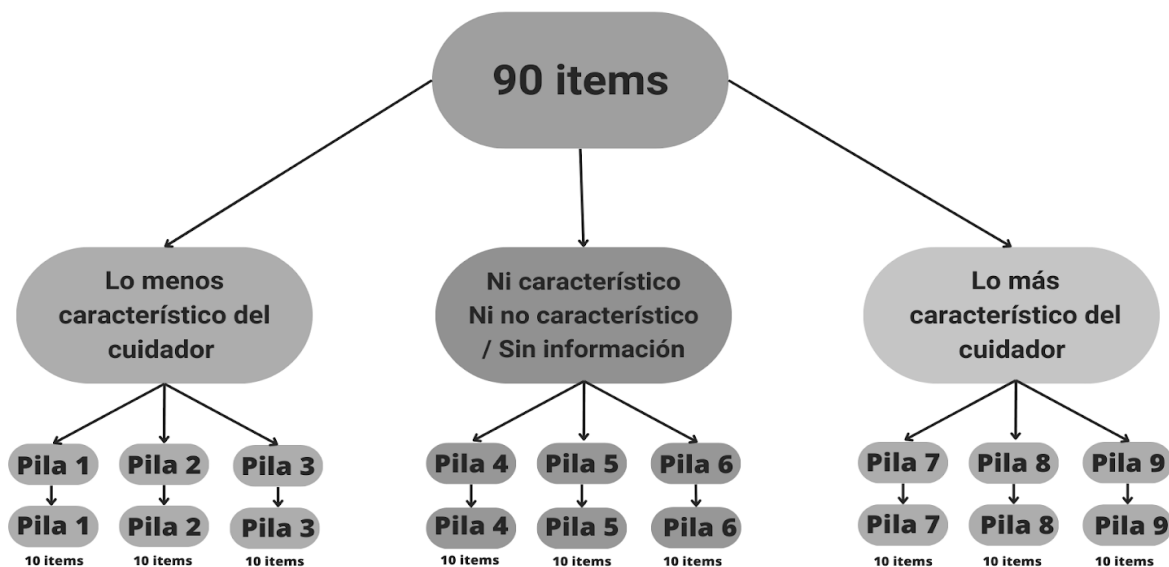 90 items
Lo menos
característico del
cuidador
Ni característico
Ni no característico
/ Sin información
Lo más
característico del
cuidador
Pila 1 Pila 2 Pila 3 Pila 4 Pila 5 Pila 6 Pila 7 Pila 8 Pila 9
Pila 1 Pila 2 Pila 3 Pila 4 Pila 5 Pila 6 Pila 7 Pila 8 Pila 9
10 items 10 items 10 items 10 items 10 items 10 items 10 items 10 items 10 items